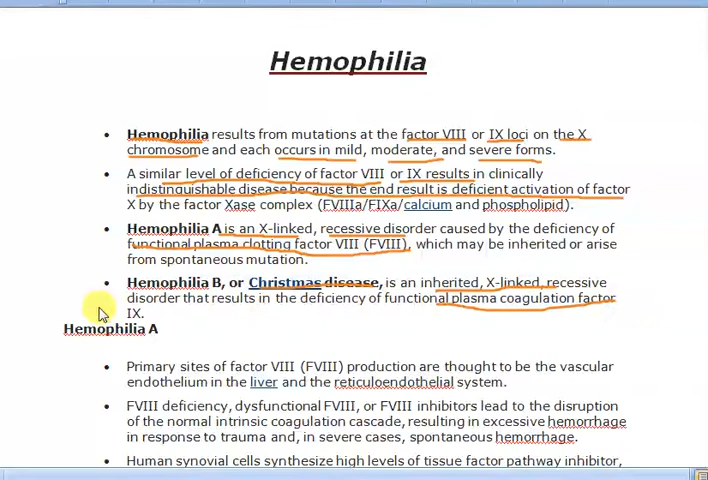 Hemophilia
• Hemophilia results from mutations at the factor VIII or IX loci on the X
chromosome and each occurs in mild, moderate, and severe forms.
• A similar level of deficiency of factor VIII or IX results in clinically
indistinguishable disease because the end result is deficient activation of factor
X by the factor Xase complex (FVIIIa/FIXa/calcium and phospholipid).
• Hemophilia A is an X-linked, recessive disorder caused by the deficiency of
functional plasma clotting factor VIII (FVIII), which may be inherited or arise
from spontaneous mutation.
• Hemophilia B, or Christmas disease, is an inherited, X-linked, recessive
disorder that results in the deficiency of functional plasma coagulation factor
IX.
Hemophilia A
• Primary sites of factor VIII (FVIII) production are thought to be the vascular
endothelium in the liver and the reticuloendothelial system.
• FVIII deficiency, dysfunctional FVIII, or FVIII inhibitors lead to the disruption
of the normal intrinsic coagulation cascade, resulting in excessive hemorrhage
in response to trauma and, in severe cases, spontaneous hemorrhage.
• Human synovial cells synthesize high levels of tissue factor pathway inhibitor,